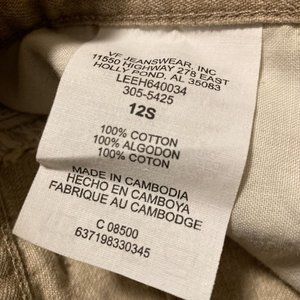 VF JEANSWEAR, INC
11550 HIGHWAY 278 EAST
HOLLY POND, AL 35083
LEEH640034
305-5425
12S
100% COTTON
100% ALGODON
100% COTON
MADE IN CAMBODIA
HECHO EN CAMBOYA
FABRIQUE AU CAMBODGE
C 08500
637198330345